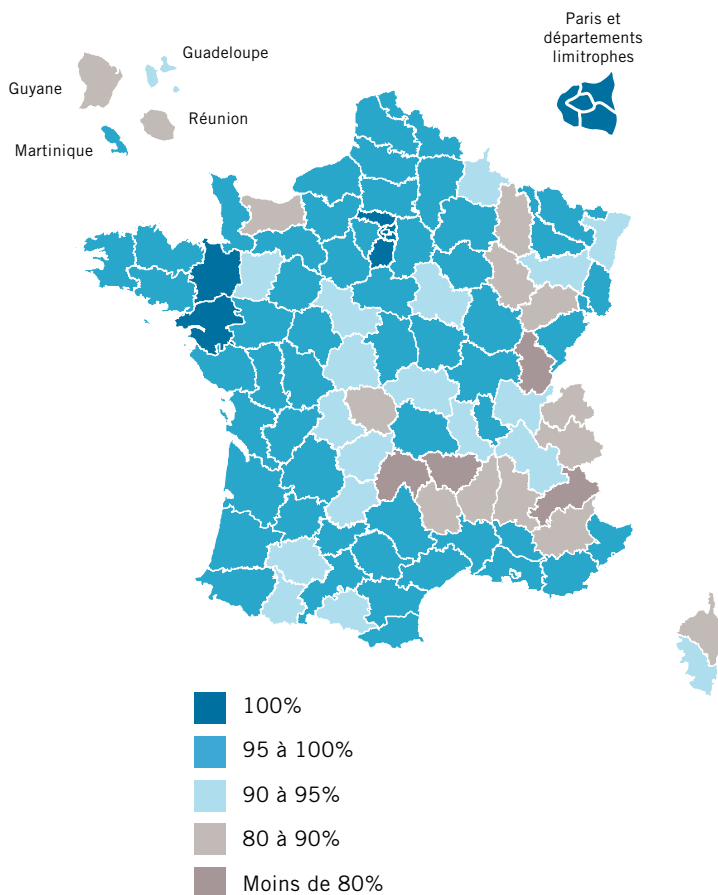 Paris et
départements
limitrophes
Guadeloupe
Guyane
Réunion
Martinique
100%
95 à 100%
90 à 95%
80 à 90%
Moins de 80%